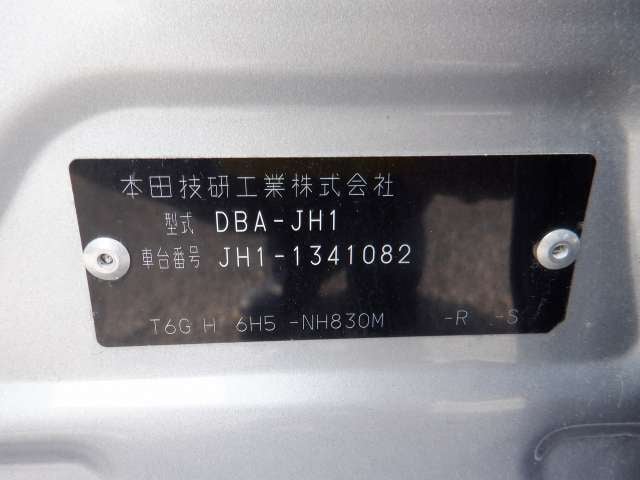 本田技研工業株式会社
型式 DBA-JH1
車台番号 JH1-1341082
T6G H 6H5 -NH830M -R -S